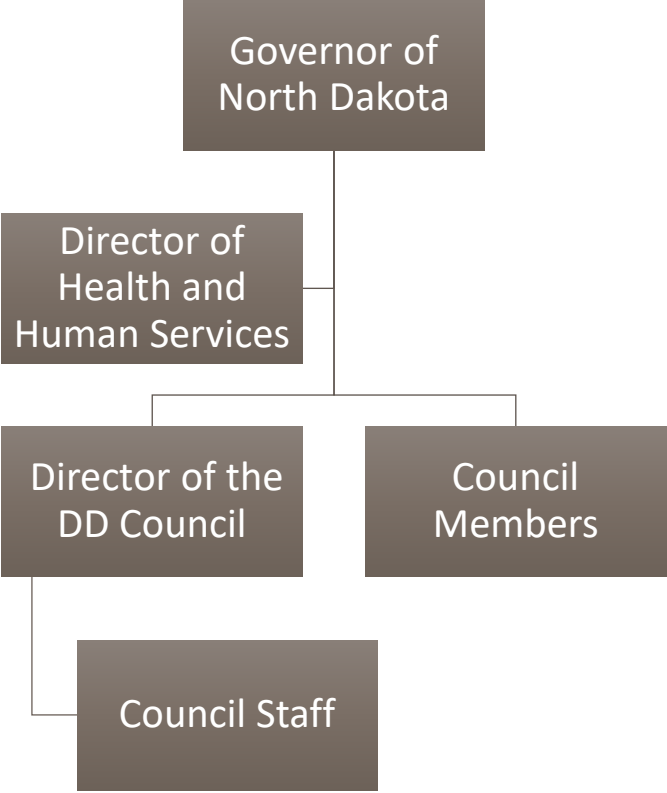 Governor of
North Dakota
Director of
Health and
Human Services
Director of the
DD Council
Council
Members
Council Staff